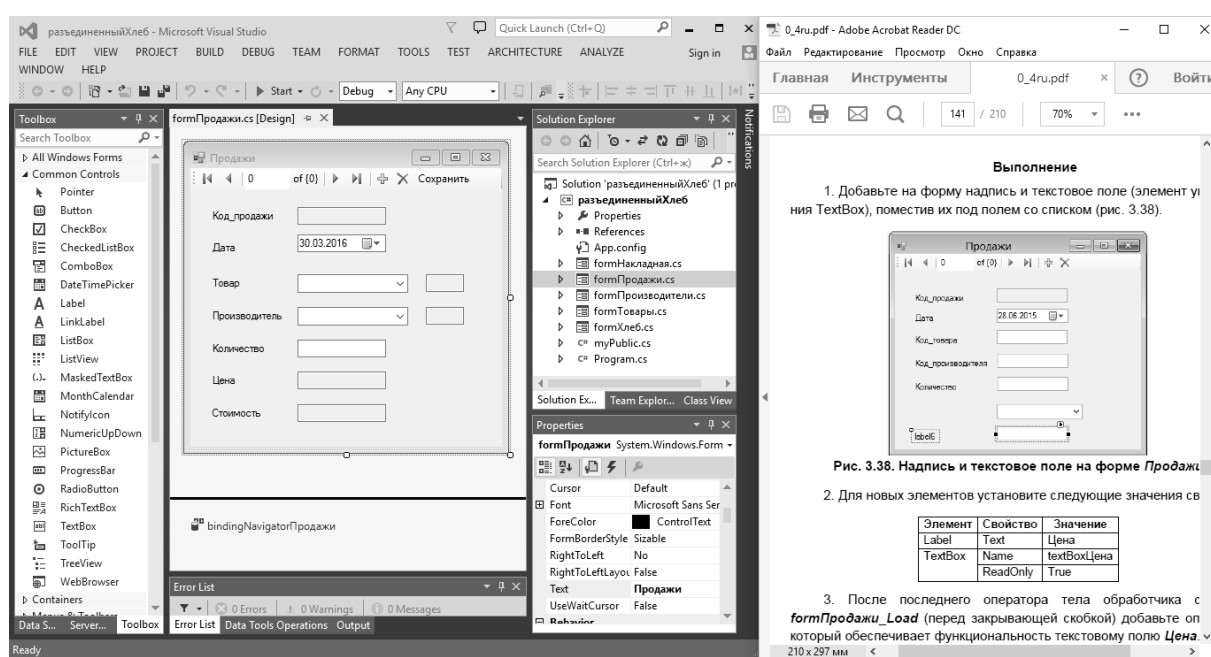 разъединенныйХлеб - Microsoft Visual Studio
Quick Launch (Ctrl+Q)
FILE EDIT VIEW PROJECT BUILD DEBUG TEAM FORMAT TOOLS TEST ARCHITECTURE ANALYZE Sign in
WINDOW HELP
Start Debug Any CPU
Toolbox
Search Toolbox
All Windows Forms
Common Controls
Pointer
Button
CheckBox
CheckedListBox
ComboBox
DateTimePicker
Label
LinkLabel
ListBox
ListView
MaskedTextBox
MonthCalendar
NotifyIcon
NumericUpDown
PictureBox
ProgressBar
RadioButton
RichTextBox
TextBox
ToolTip
TreeView
WebBrowser
Containers
Data S... Server... Toolbox
Ready
formПродажи.cs [Design]
Продажи
0 of {0} Сохранить
Код_продажи
Дата 30.03.2016
Товар
Производитель
Количество
Цена
Стоимость
bindingNavigatorПродажи
Error List
0 Errors 0 Warnings 0 Messages
Error List Data Tools Operations Output
Solution Explorer
Search Solution Explorer (Ctrl+ж)
Solution 'разъединенныйХлеб' (1 pr
разъединенныйХлеб
Properties
References
App.config
formНакладная.cs
formПродажи.cs
formПроизводители.cs
formТовары.cs
formХлеб.cs
C# myPublic.cs
C# Program.cs
Solution Ex... Team Explor... Class View
Notifications
Properties
formПродажи System.Windows.Form
Cursor Default
Font Microsoft Sans Ser
ForeColor ControlText
FormBorderStyle Sizable
RightToLeft No
RightToLeftLayou False
Text Продажи
UseWaitCursor False
Behavior
0_4ru.pdf - Adobe Acrobat Reader DC
Файл Редактирование Просмотр Окно Справка
Главная Инструменты 0_4ru.pdf × ? Войти
141 / 210 70%
Выполнение
1. Добавьте на форму надпись и текстовое поле (элемент уп
ния TextBox), поместив их под полем со списком (рис. 3.38).
Продажи
0 of {0}
Код_продажи
Дата 28.06.2015
Код_товара
Код_производителя
Количество
label6
Рис. 3.38. Надпись и текстовое поле на форме Продажи
2. Для новых элементов установите следующие значения св
Элемент Свойство Значение
Label Text Цена
TextBox Name textBoxЦена
ReadOnly True
3. После последнего оператора тела обработчика с
formПродажи_Load (перед закрывающей скобкой) добавьте оп
который обеспечивает функциональность текстовому полю Цена.
210 x 297 мм